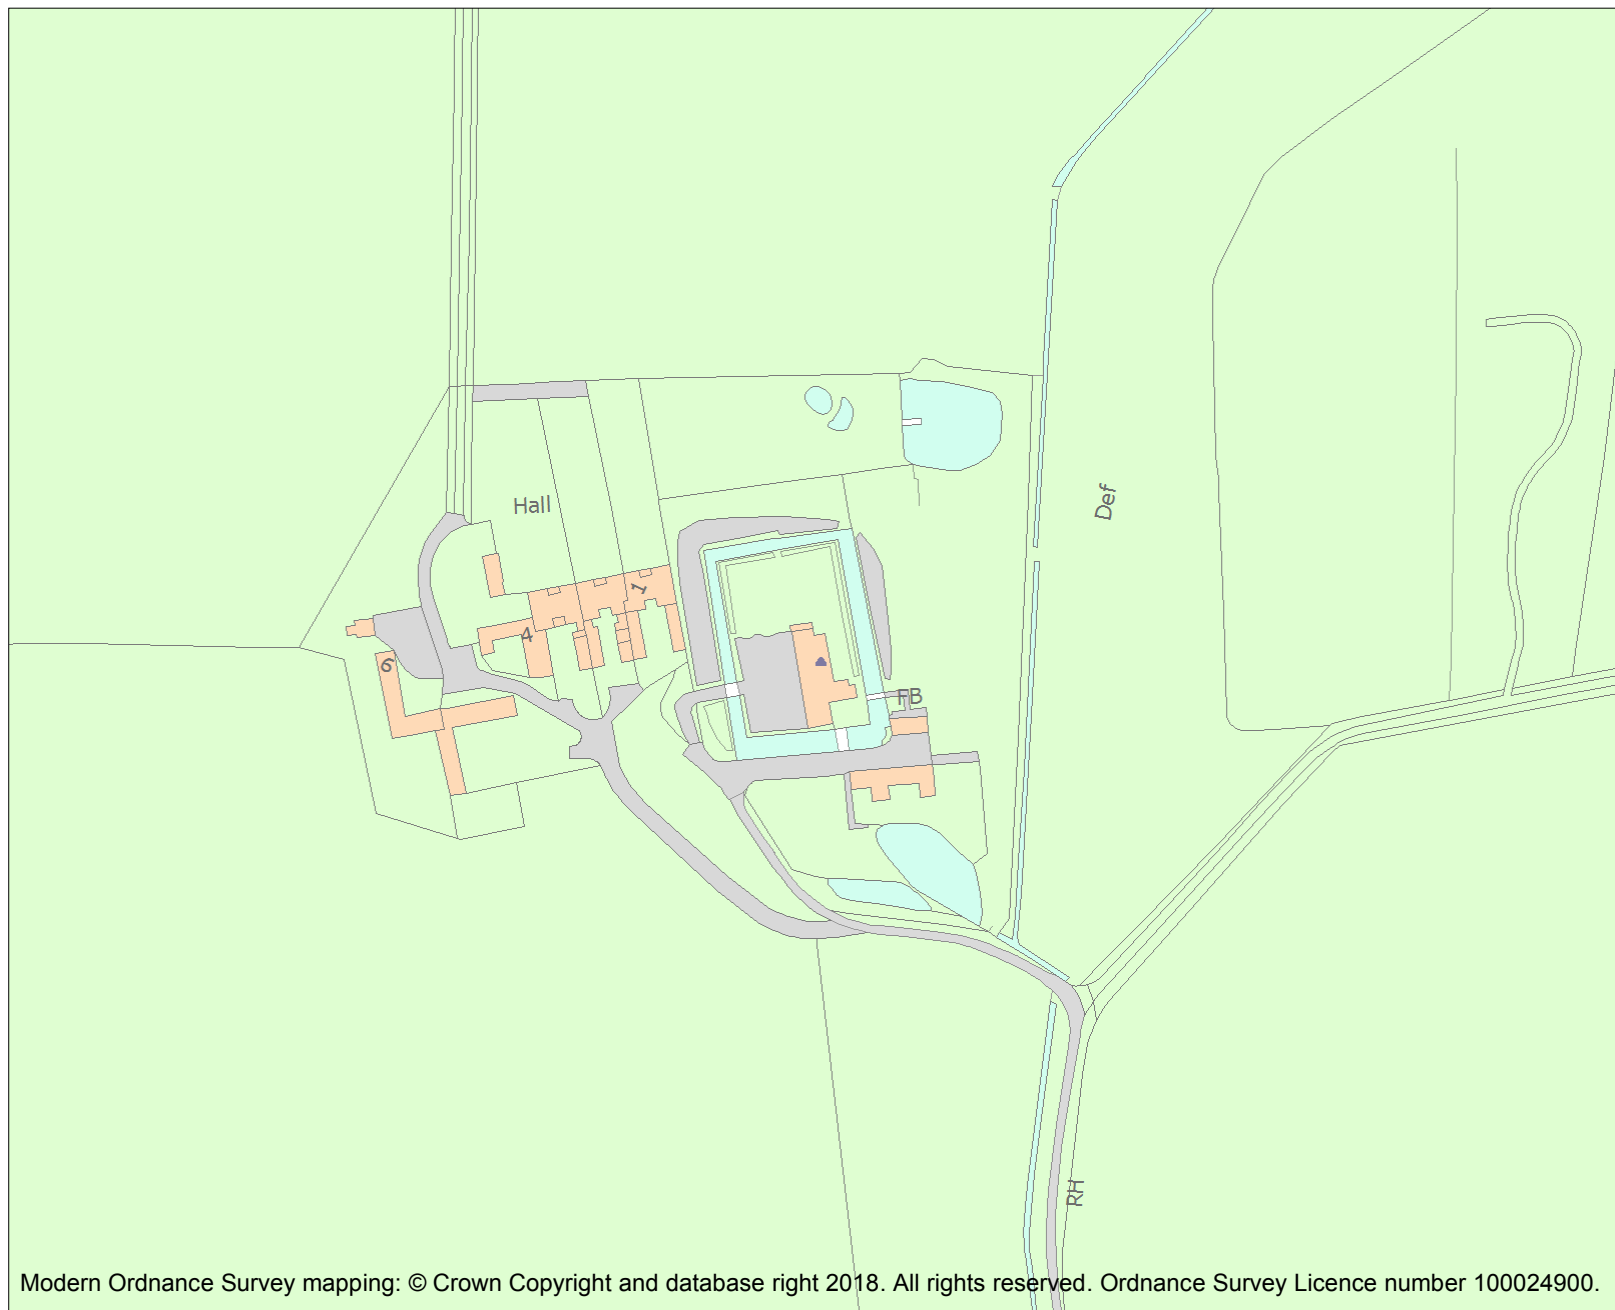 Def
Hall
1
4
6
FB
RH
Modern Ordnance Survey mapping: © Crown Copyright and database right 2018. All rights reserved. Ordnance Survey Licence number 100024900.